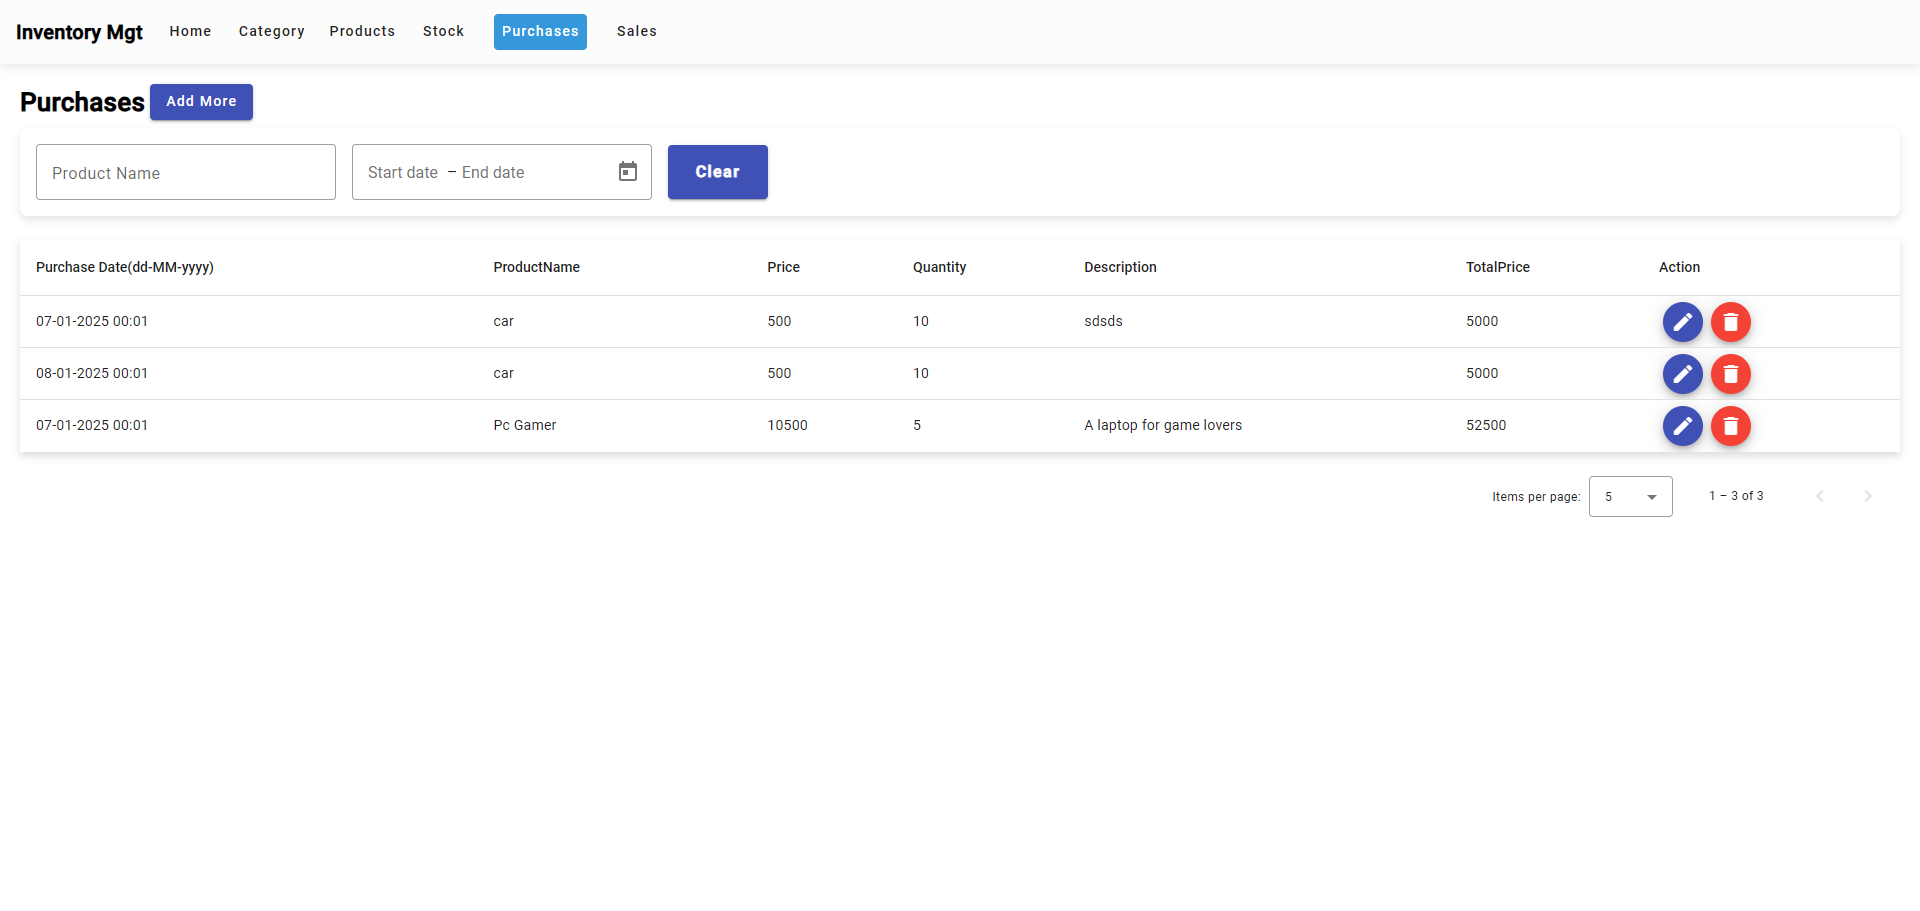 Inventory Mgt Home Category Products Stock Purchases Sales
Purchases Add More
Product Name Start date – End date Clear
Purchase Date(dd-MM-yyyy) ProductName Price Quantity Description TotalPrice Action
07-01-2025 00:01 car 500 10 sdsds 5000
08-01-2025 00:01 car 500 10 5000
07-01-2025 00:01 Pc Gamer 10500 5 A laptop for game lovers 52500
Items per page: 5 1 – 3 of 3